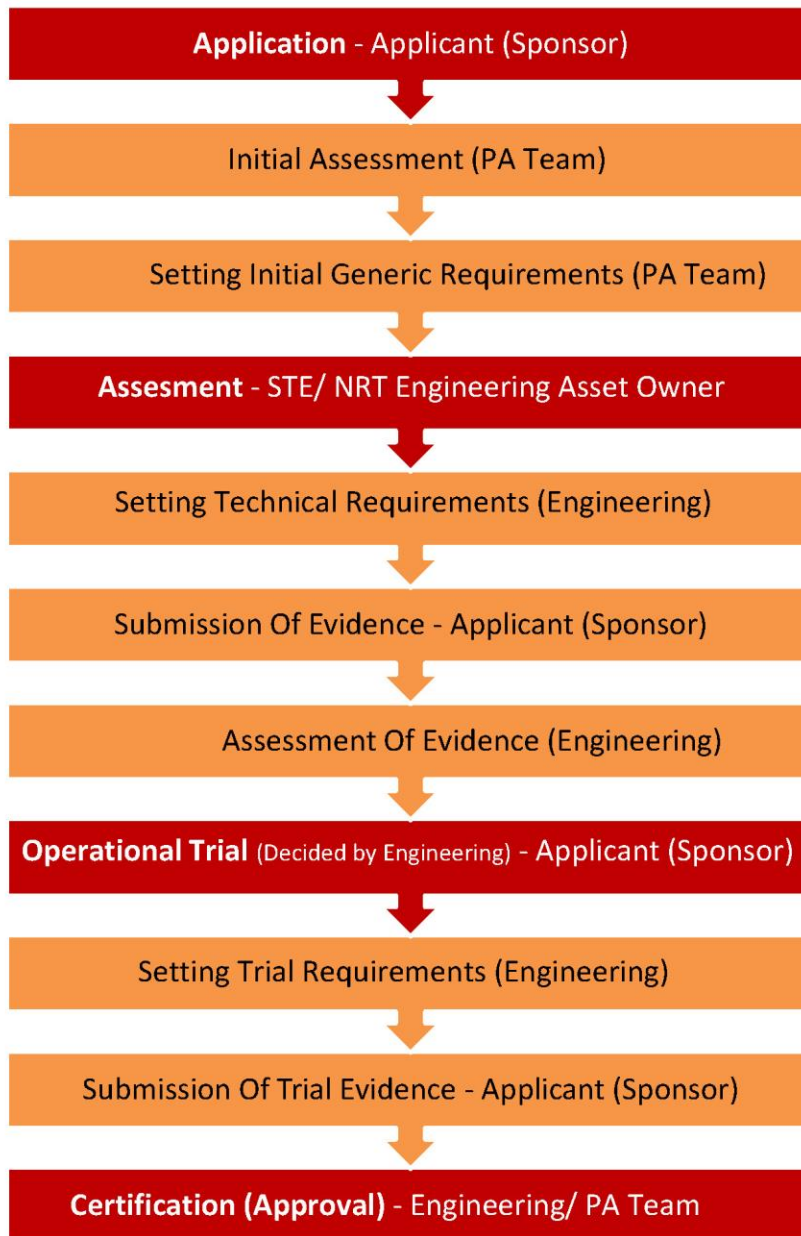 Application - Applicant (Sponsor)
Initial Assessment (PA Team)
Setting Initial Generic Requirements (PA Team)
Assesment - STE/ NRT Engineering Asset Owner
Setting Technical Requirements (Engineering)
Submission Of Evidence - Applicant (Sponsor)
Assessment Of Evidence (Engineering)
Operational Trial (Decided by Engineering) - Applicant (Sponsor)
Setting Trial Requirements (Engineering)
Submission Of Trial Evidence - Applicant (Sponsor)
Certification (Approval) - Engineering/ PA Team